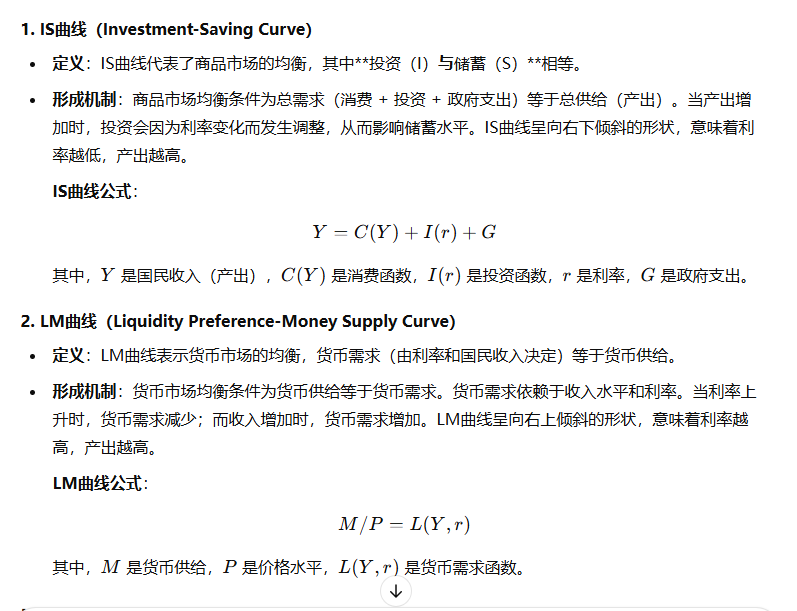 1. IS曲线（Investment-Saving Curve）
• 定义：IS曲线代表了商品市场的均衡，其中**投资（I）与储蓄（S）**相等。
• 形成机制：商品市场均衡条件为总需求（消费 + 投资 + 政府支出）等于总供给（产出）。当产出增
加时，投资会因为利率变化而发生调整，从而影响储蓄水平。IS曲线呈向右下倾斜的形状，意味着利
率越低，产出越高。
IS曲线公式：
Y = C(Y) + I(r) + G
其中，Y 是国民收入（产出），C(Y) 是消费函数，I(r) 是投资函数，r 是利率，G 是政府支出。
2. LM曲线（Liquidity Preference-Money Supply Curve）
• 定义：LM曲线表示货币市场的均衡，货币需求（由利率和国民收入决定）等于货币供给。
• 形成机制：货币市场均衡条件为货币供给等于货币需求。货币需求依赖于收入水平和利率。当利率上
升时，货币需求减少；而收入增加时，货币需求增加。LM曲线呈向右上倾斜的形状，意味着利率越
高，产出越高。
LM曲线公式：
M/P = L(Y, r)
其中，M 是货币供给，P 是价格水平，L(Y, r) 是货币需求函数。